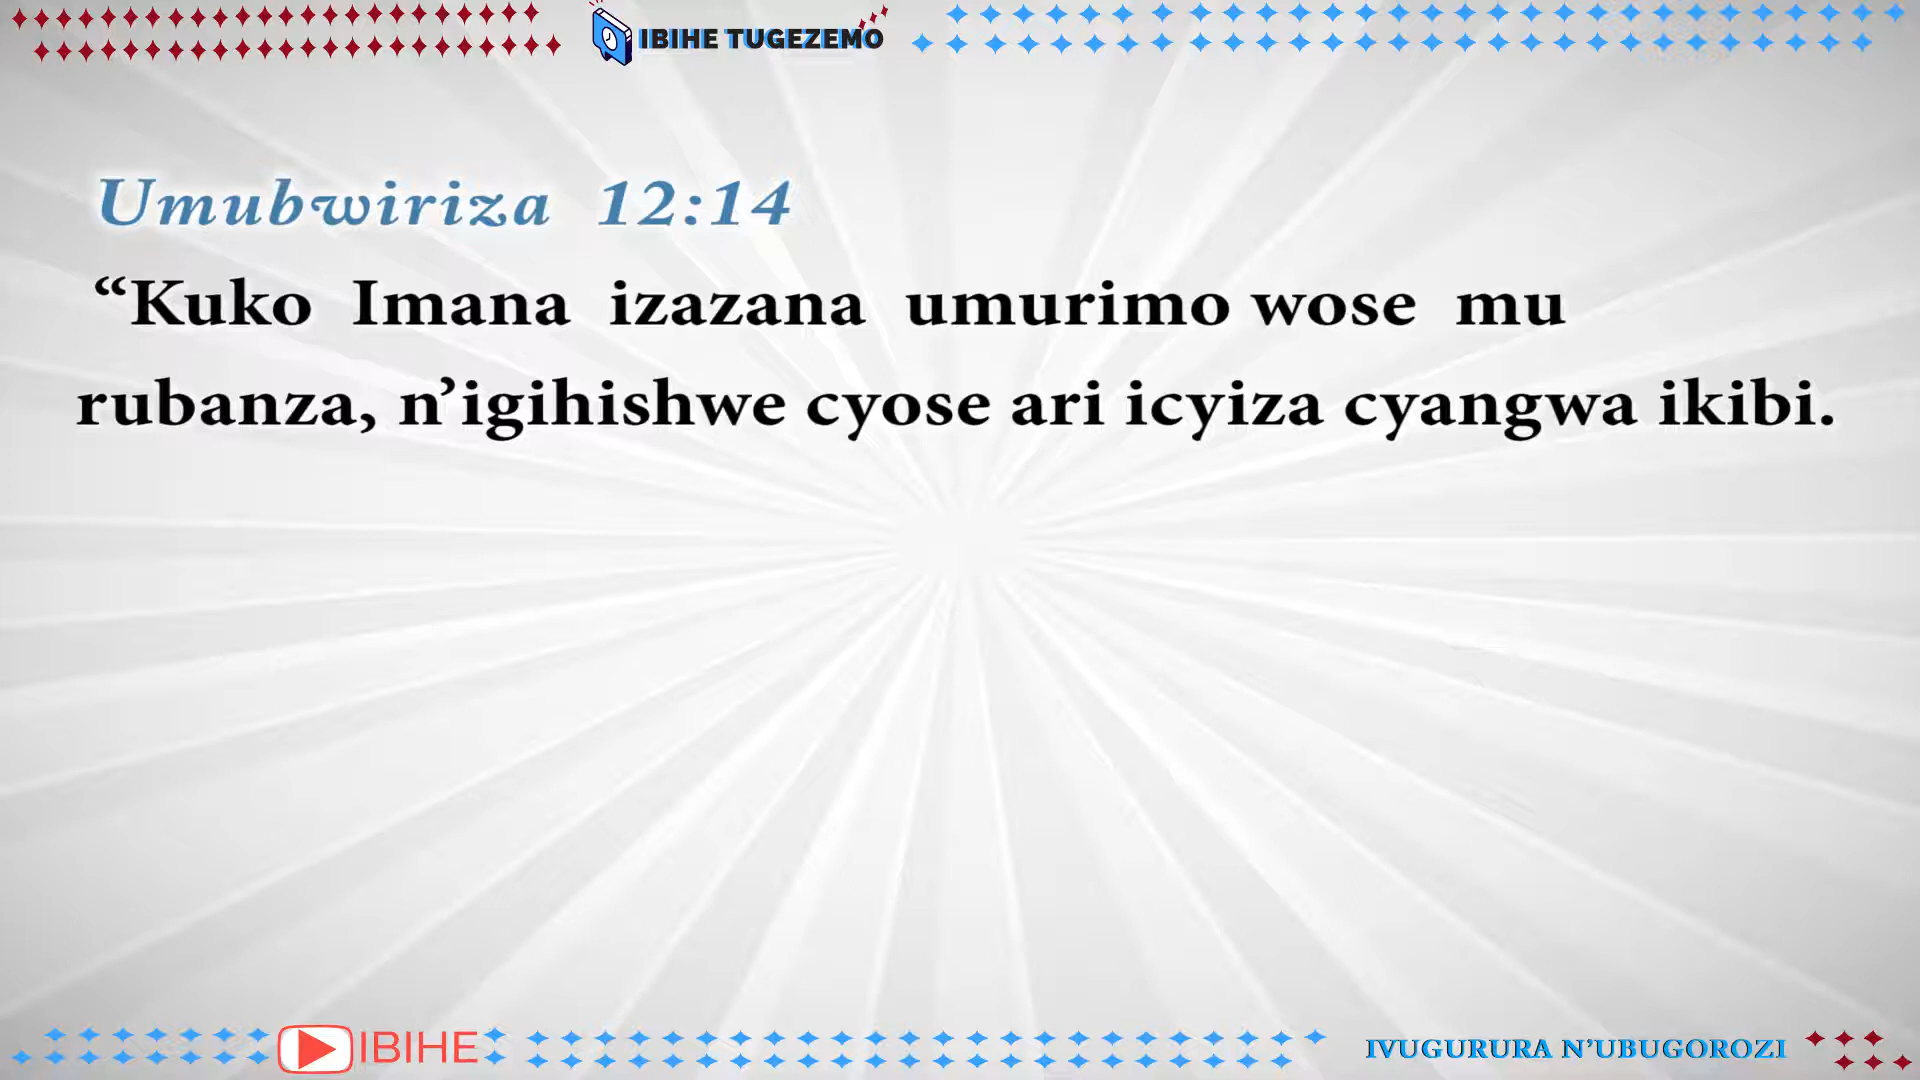 IBIHE TUGEZEMO
Umubwiriza 12:14
“Kuko Imana izazana umurimo wose mu
rubanza, n’igihishwe cyose ari icyiza cyangwa ikibi.
IBIHE
IVUGURURA N’UBUGOROZI